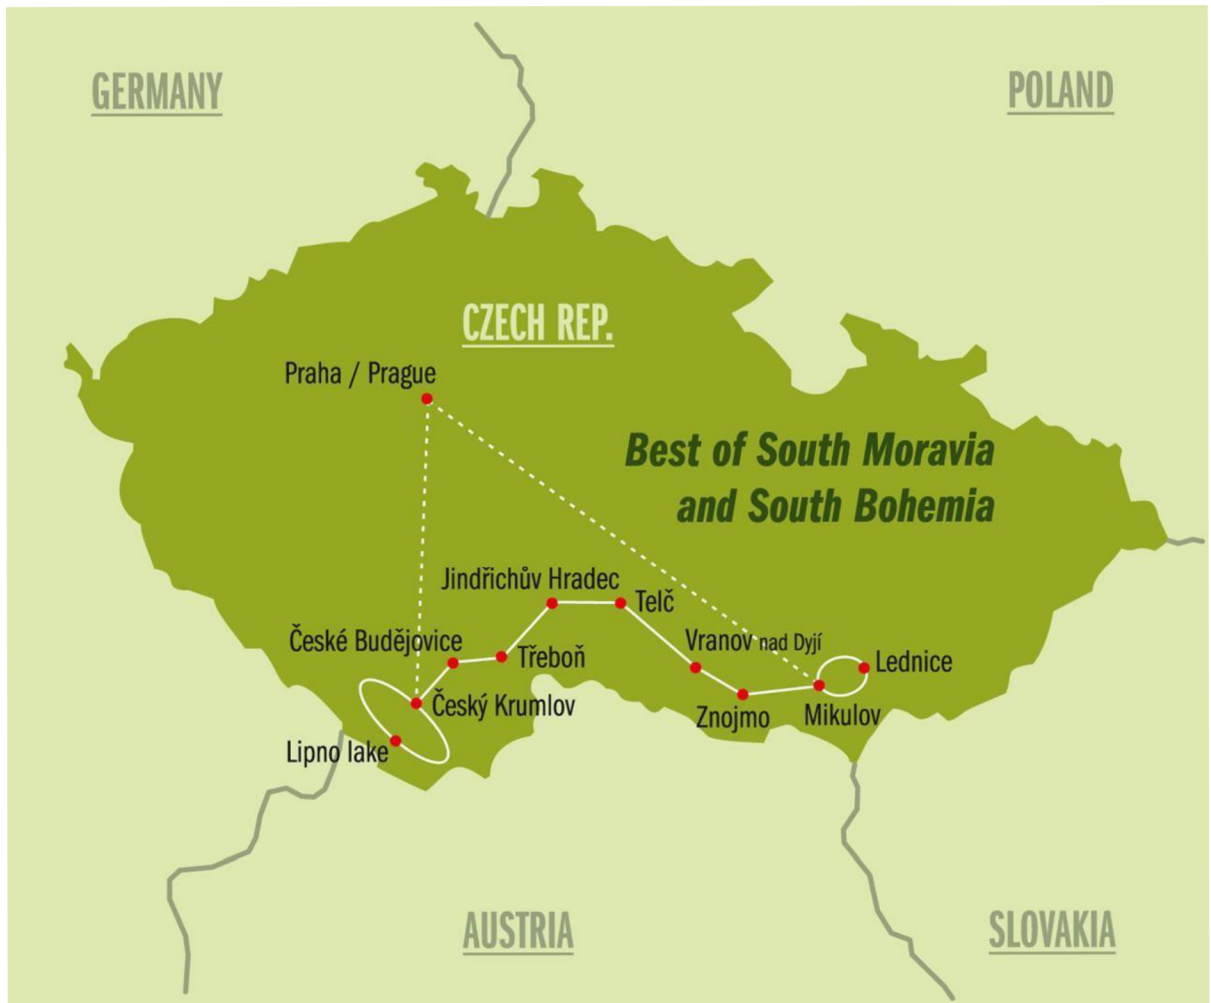 GERMANY
POLAND
CZECH REP.
Praha / Prague
Best of South Moravia
and South Bohemia
Jindřichův Hradec
Telč
České Budějovice
Třeboň
Vranov nad Dyjí
Lednice
Český Krumlov
Znojmo
Mikulov
Lipno lake
AUSTRIA
SLOVAKIA